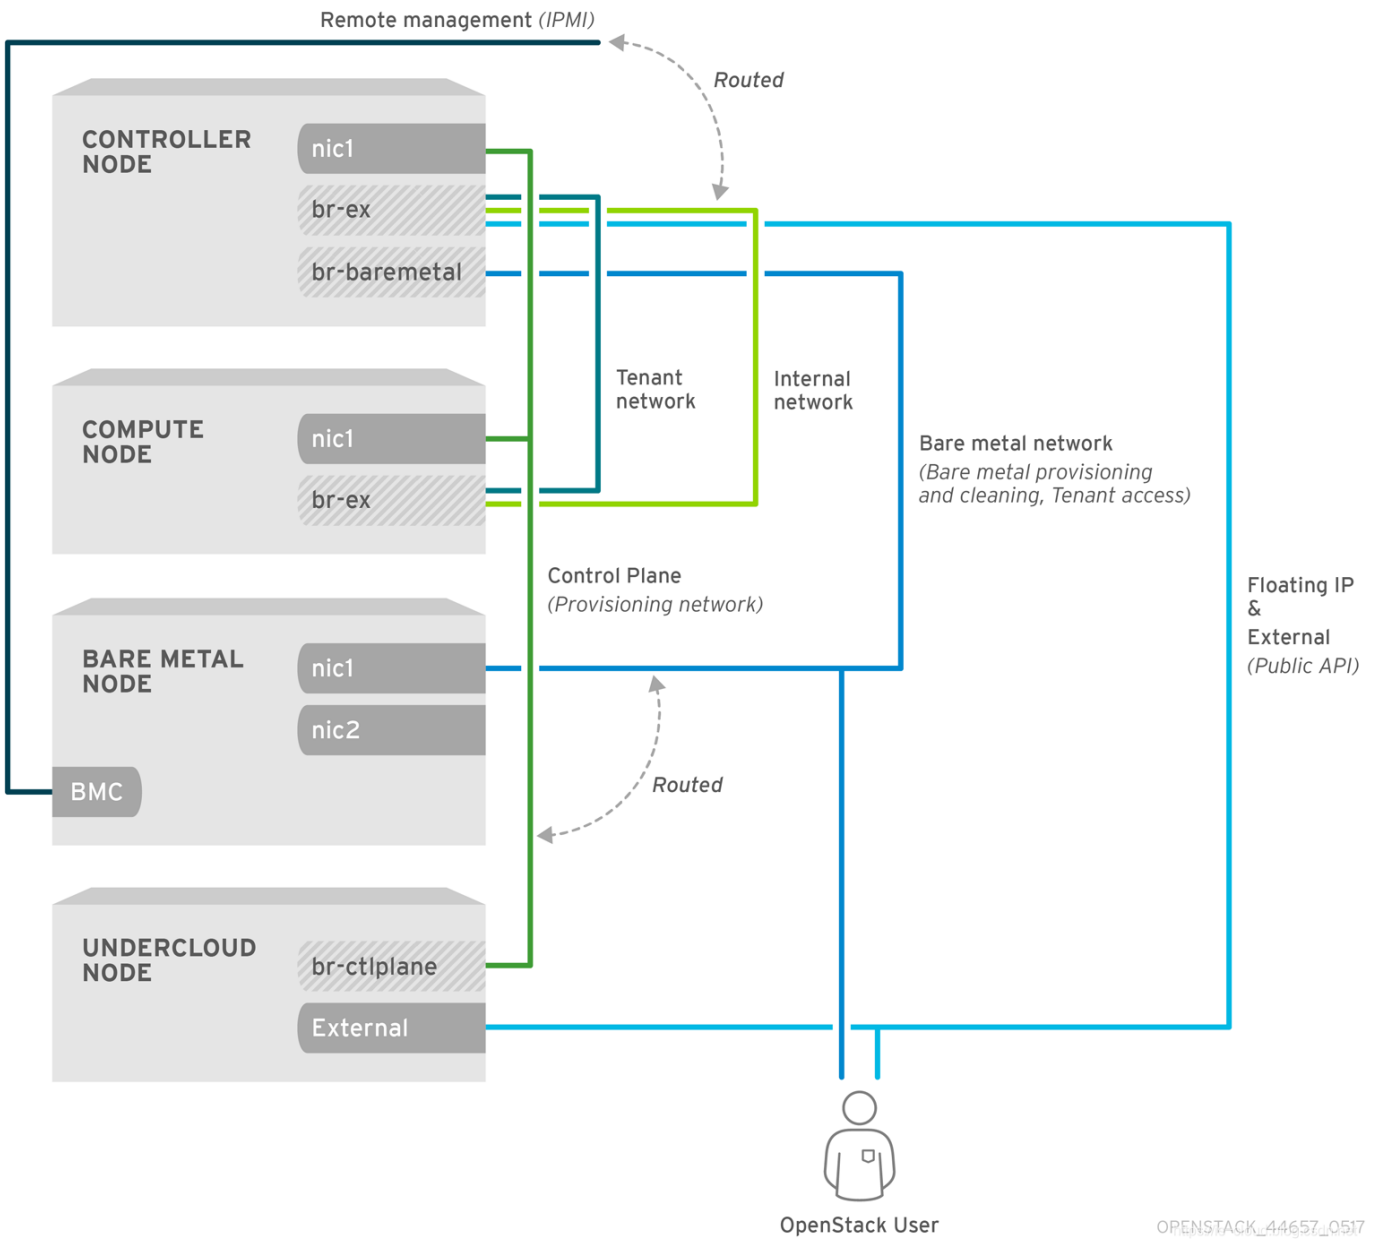 Remote management (IPMI)
Routed
CONTROLLER
NODE
nic1
br-ex
br-baremetal
Tenant
network
Internal
network
COMPUTE
NODE
nic1
br-ex
Bare metal network
(Bare metal provisioning
and cleaning, Tenant access)
Control Plane
(Provisioning network)
Floating IP
&
External
(Public API)
BARE METAL
NODE
nic1
nic2
BMC
Routed
UNDERCLOUD
NODE
br-ctlplane
External
OpenStack User
OPENSTACK_44657_0517